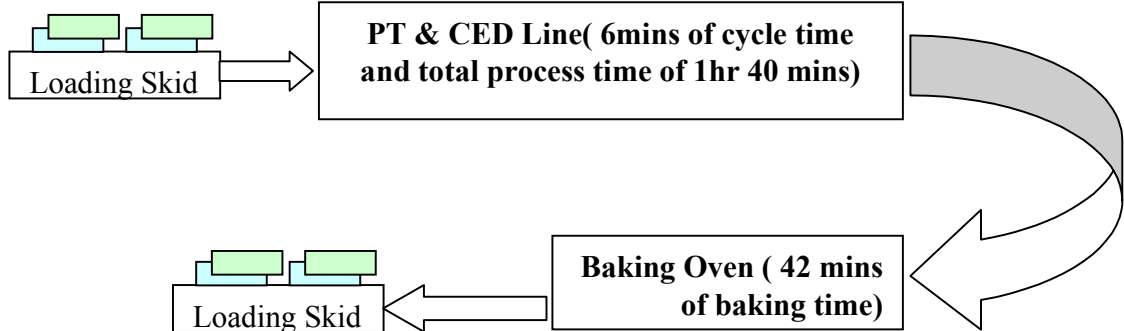 PT & CED Line( 6mins of cycle time
and total process time of 1hr 40 mins)
Loading Skid
Baking Oven ( 42 mins
of baking time)
Loading Skid